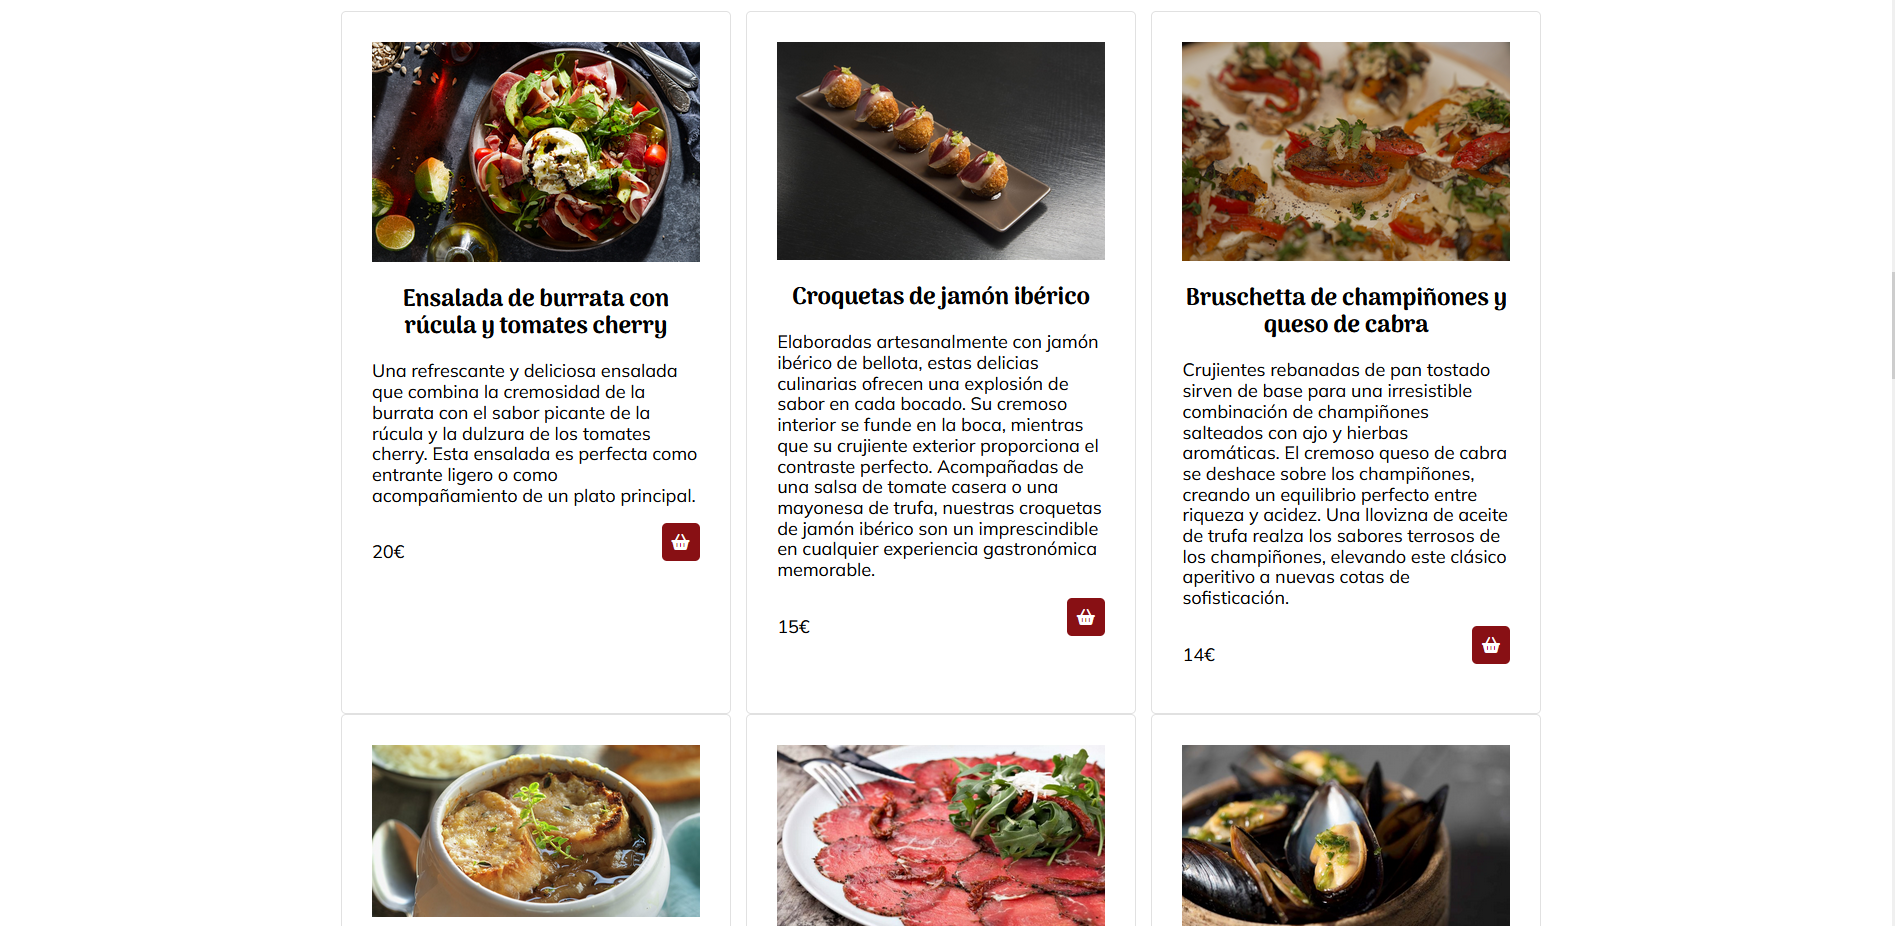 Ensalada de burrata con
rúcula y tomates cherry
Una refrescante y deliciosa ensalada
que combina la cremosidad de la
burrata con el sabor picante de la
rúcula y la dulzura de los tomates
cherry. Esta ensalada es perfecta como
entrante ligero o como
acompañamiento de un plato principal.
20€
Croquetas de jamón ibérico
Elaboradas artesanalmente con jamón
ibérico de bellota, estas delicias
culinarias ofrecen una explosión de
sabor en cada bocado. Su cremoso
interior se funde en la boca, mientras
que su crujiente exterior proporciona el
contraste perfecto. Acompañadas de
una salsa de tomate casera o una
mayonesa de trufa, nuestras croquetas
de jamón ibérico son un imprescindible
en cualquier experiencia gastronómica
memorable.
15€
Bruschetta de champiñones y
queso de cabra
Crujientes rebanadas de pan tostado
sirven de base para una irresistible
combinación de champiñones
salteados con ajo y hierbas
aromáticas. El cremoso queso de cabra
se deshace sobre los champiñones,
creando un equilibrio perfecto entre
riqueza y acidez. Una llovizna de aceite
de trufa realza los sabores terrosos de
los champiñones, elevando este clásico
aperitivo a nuevas cotas de
sofisticación.
14€